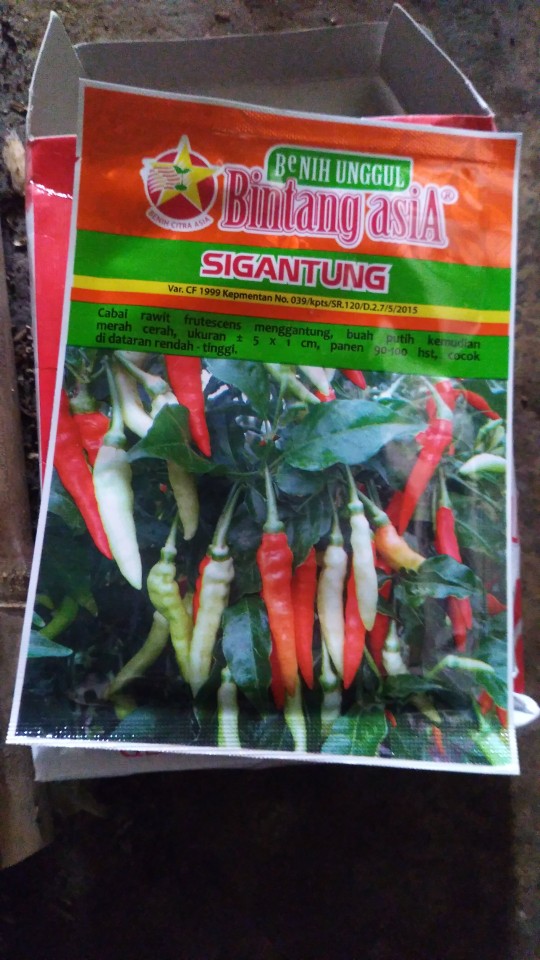 BeNIH UNGGUL
Bintang asiA®
BENIH CITRA ASIA
SIGANTUNG
Var. CF 1999 Kepmentan No. 039/kpts/SR.120/D.2.7/5/2015
Cabai rawit frutescens menggantung, buah putih kemudian
merah cerah, ukuran ± 5 x 1 cm, panen 90-100 hst, cocok
di dataran rendah - tinggi.